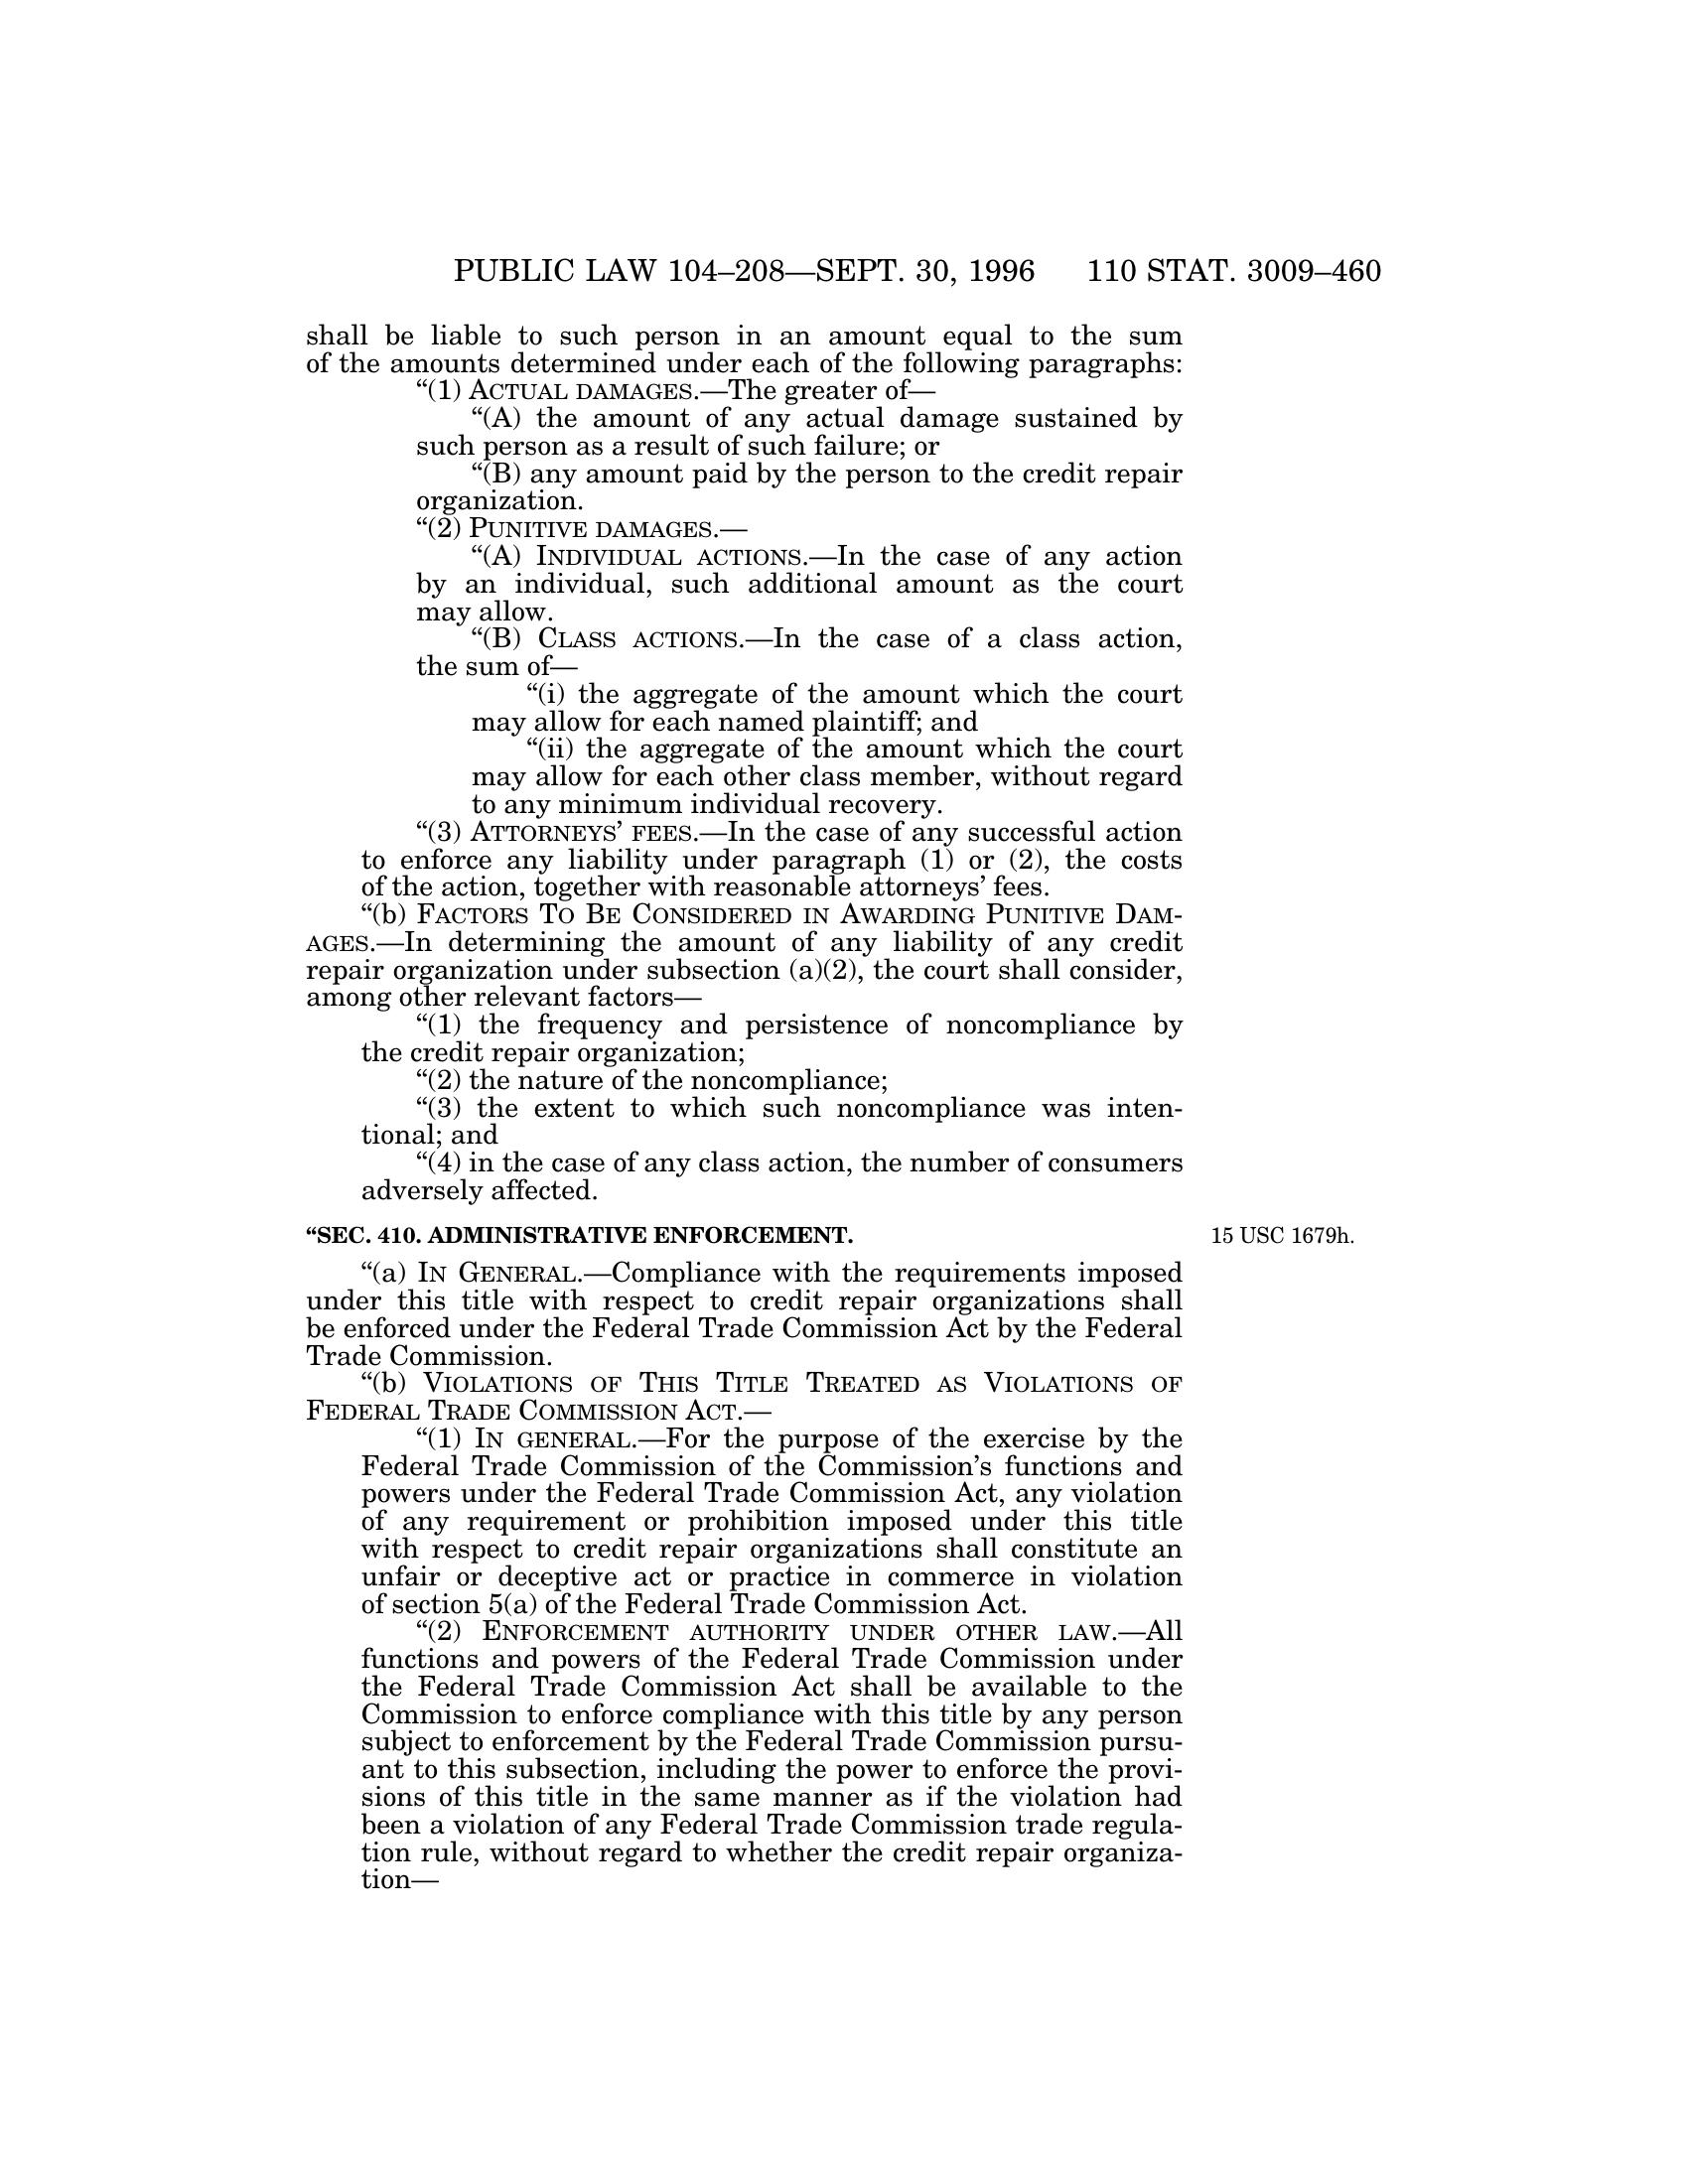 PUBLIC LAW 104–208—SEPT. 30, 1996 110 STAT. 3009–460
shall be liable to such person in an amount equal to the sum
of the amounts determined under each of the following paragraphs:
“(1) ACTUAL DAMAGES.—The greater of—
“(A) the amount of any actual damage sustained by
such person as a result of such failure; or
“(B) any amount paid by the person to the credit repair
organization.
“(2) PUNITIVE DAMAGES.—
“(A) INDIVIDUAL ACTIONS.—In the case of any action
by an individual, such additional amount as the court
may allow.
“(B) CLASS ACTIONS.—In the case of a class action,
the sum of—
“(i) the aggregate of the amount which the court
may allow for each named plaintiff; and
“(ii) the aggregate of the amount which the court
may allow for each other class member, without regard
to any minimum individual recovery.
“(3) ATTORNEYS’ FEES.—In the case of any successful action
to enforce any liability under paragraph (1) or (2), the costs
of the action, together with reasonable attorneys’ fees.
“(b) FACTORS TO BE CONSIDERED IN AWARDING PUNITIVE DAM-
AGES.—In determining the amount of any liability of any credit
repair organization under subsection (a)(2), the court shall consider,
among other relevant factors—
“(1) the frequency and persistence of noncompliance by
the credit repair organization;
“(2) the nature of the noncompliance;
“(3) the extent to which such noncompliance was inten-
tional; and
“(4) in the case of any class action, the number of consumers
adversely affected.
“SEC. 410. ADMINISTRATIVE ENFORCEMENT. 15 USC 1679h.
“(a) IN GENERAL.—Compliance with the requirements imposed
under this title with respect to credit repair organizations shall
be enforced under the Federal Trade Commission Act by the Federal
Trade Commission.
“(b) VIOLATIONS OF THIS TITLE TREATED AS VIOLATIONS OF
FEDERAL TRADE COMMISSION ACT.—
“(1) IN GENERAL.—For the purpose of the exercise by the
Federal Trade Commission of the Commission’s functions and
powers under the Federal Trade Commission Act, any violation
of any requirement or prohibition imposed under this title
with respect to credit repair organizations shall constitute an
unfair or deceptive act or practice in commerce in violation
of section 5(a) of the Federal Trade Commission Act.
“(2) ENFORCEMENT AUTHORITY UNDER OTHER LAW.—All
functions and powers of the Federal Trade Commission under
the Federal Trade Commission Act shall be available to the
Commission to enforce compliance with this title by any person
subject to enforcement by the Federal Trade Commission pursu-
ant to this subsection, including the power to enforce the provi-
sions of this title in the same manner as if the violation had
been a violation of any Federal Trade Commission trade regula-
tion rule, without regard to whether the credit repair organiza-
tion—